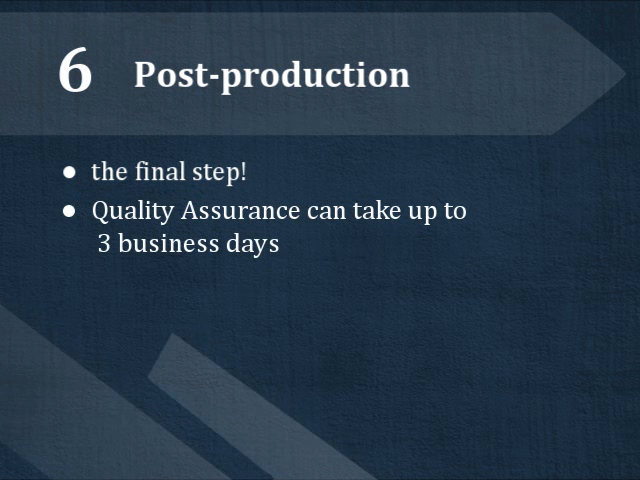 6 Post-production
● the final step!
● Quality Assurance can take up to
3 business days